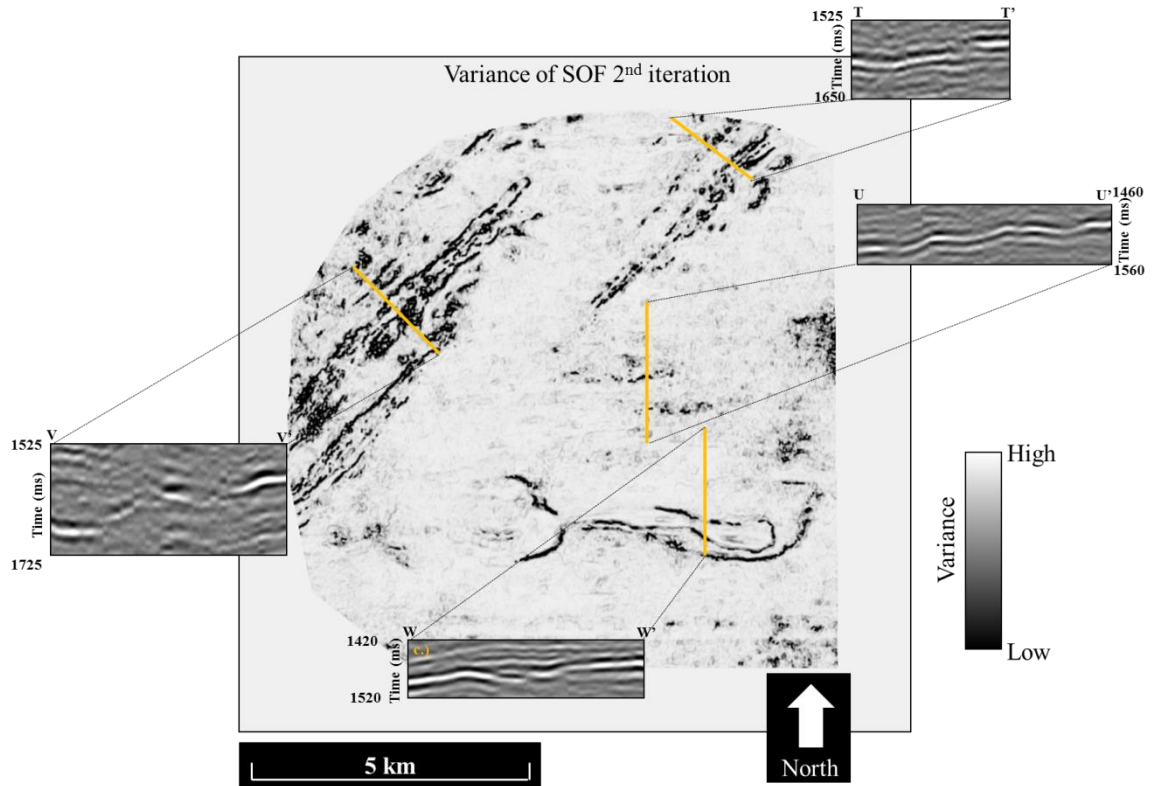 T T’
1525
Time (ms)
1650
Variance of SOF 2nd iteration
U U’
1460
Time (ms)
1560
V V’
1525
Time (ms)
1725
High
Variance
Low
W W’
1420
c.)
Time (ms)
1520
5 km
North